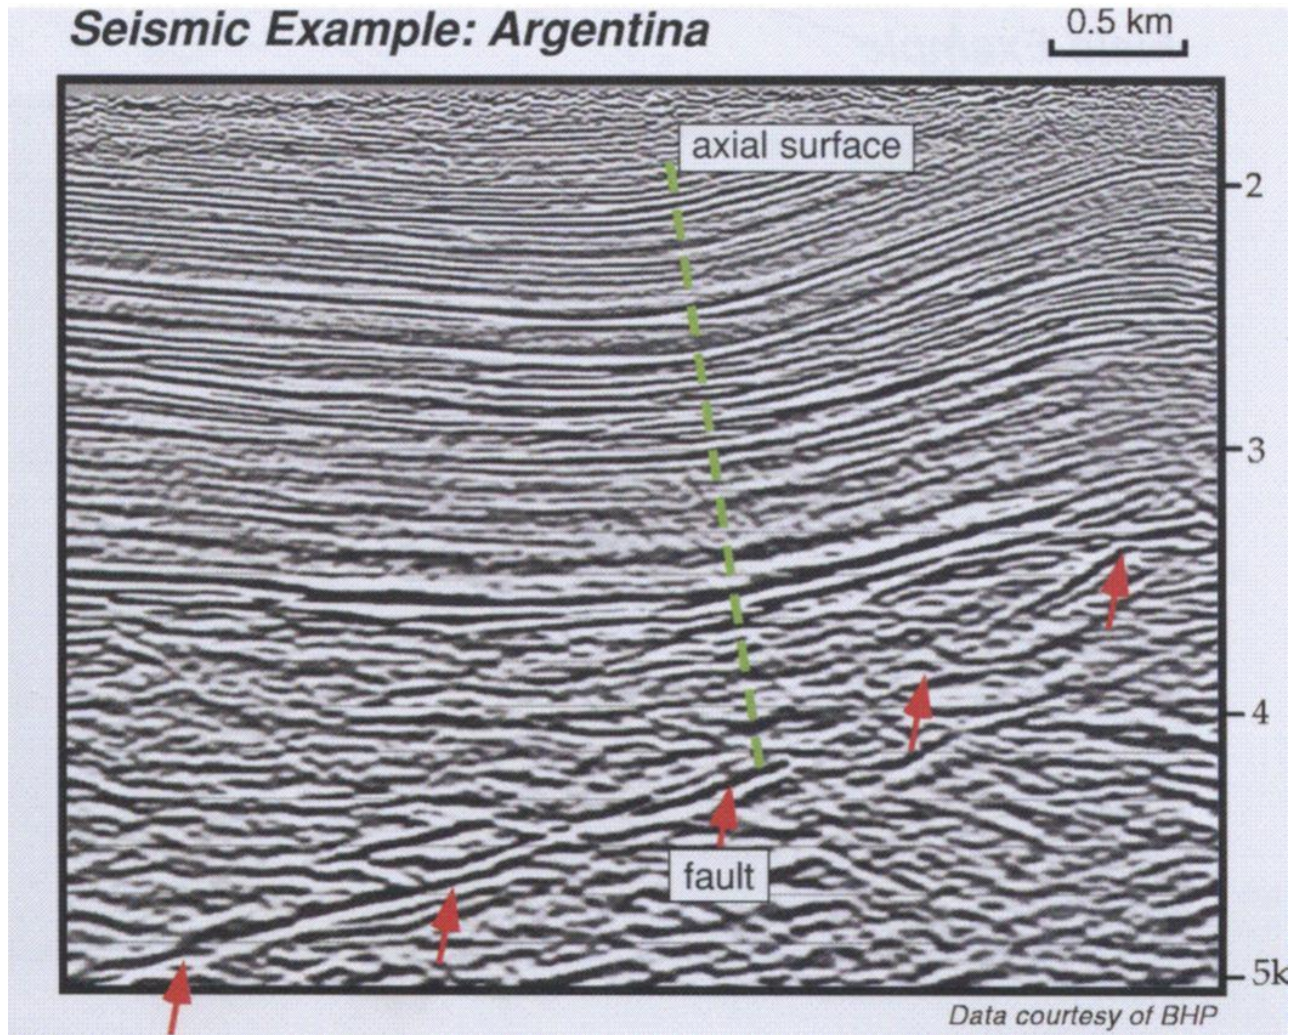 Seismic Example: Argentina
0.5 km
axial surface
2
3
4
fault
5k
Data courtesy of BHP